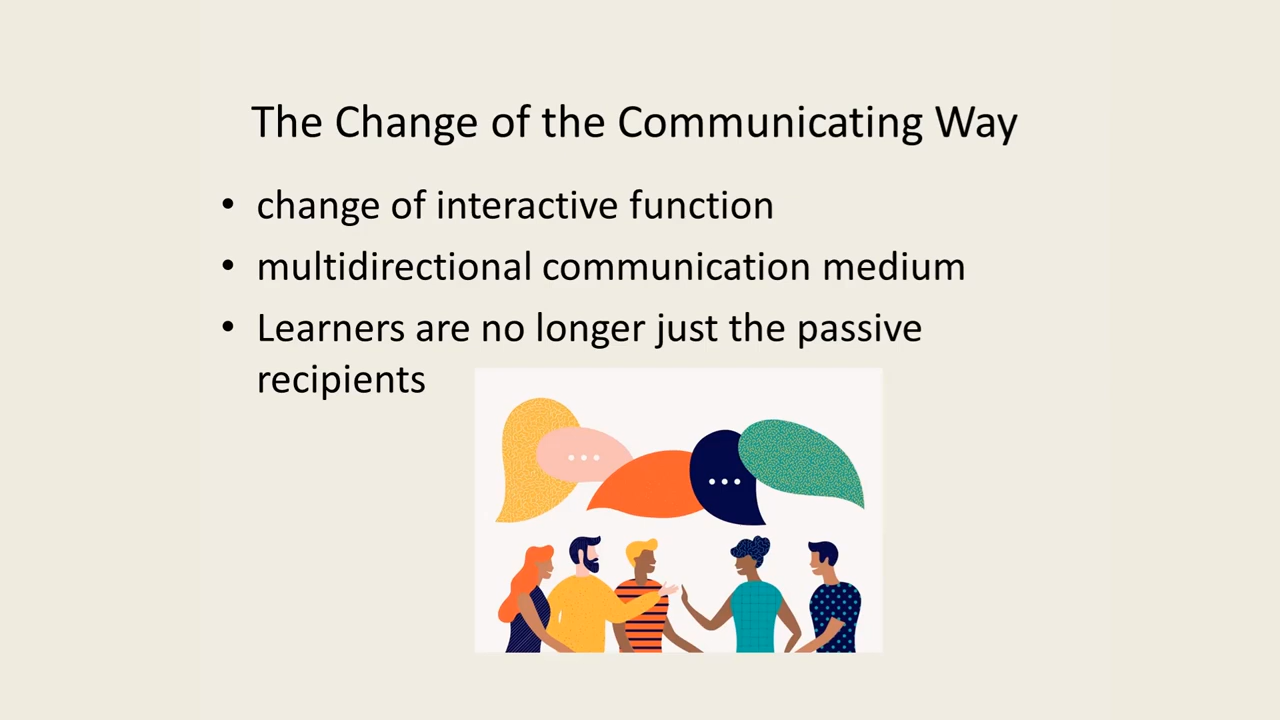 The Change of the Communicating Way
• change of interactive function
• multidirectional communication medium
• Learners are no longer just the passive
recipients